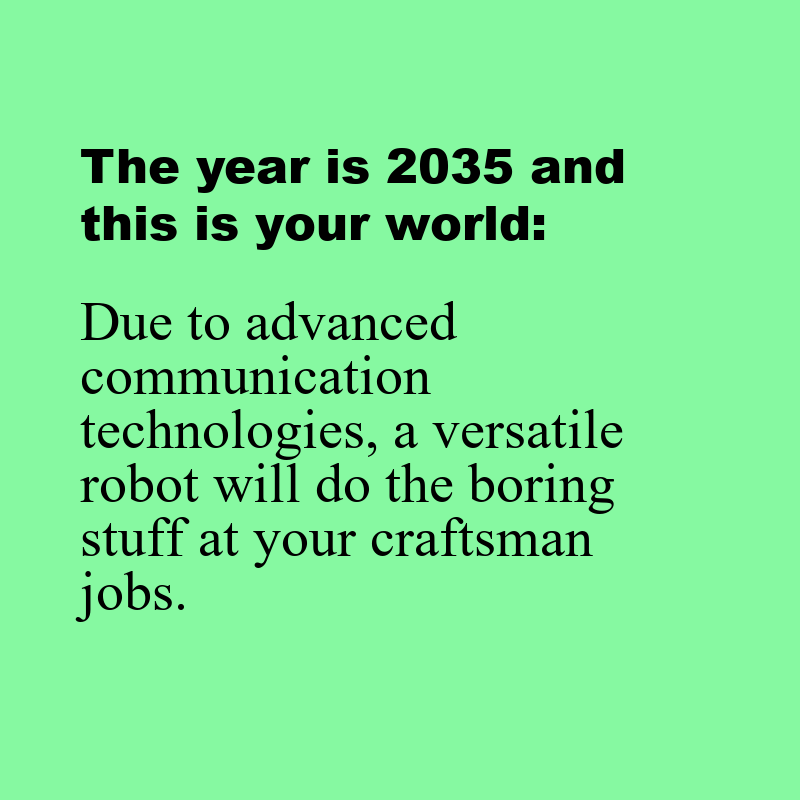 The year is 2035 and
this is your world:
Due to advanced
communication
technologies, a versatile
robot will do the boring
stuff at your craftsman
jobs.